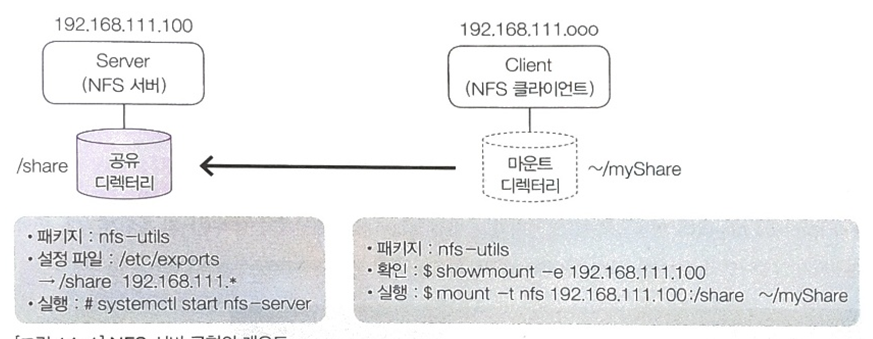 192.168.111.100
Server
(NFS 서버)
/share
공유
디렉터리
192.168.111.ooo
Client
(NFS 클라이언트)
마운트
디렉터리
~/myShare
• 패키지 : nfs-utils
• 설정 파일 : /etc/exports
→ /share 192.168.111.*
• 실행 : # systemctl start nfs-server
• 패키지 : nfs-utils
• 확인 : $ showmount -e 192.168.111.100
• 실행 : $ mount -t nfs 192.168.111.100:/share ~/myShare
NFS 서버